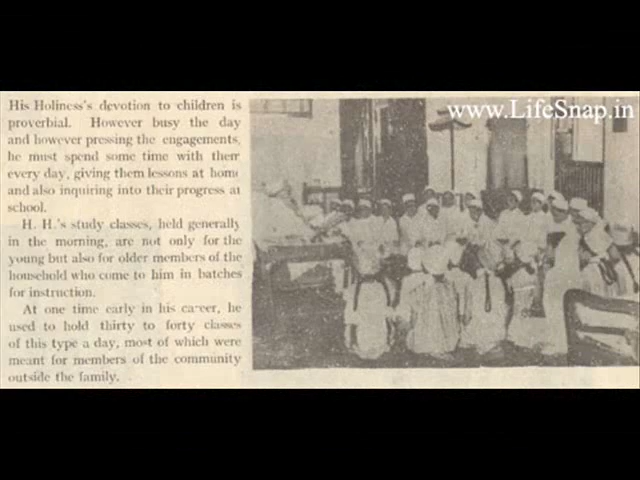 www.LifeSnap.in
His Holiness's devotion to children is
proverbial. However busy the day
and however pressing the engagements,
he must spend some time with them
every day, giving them lessons at home
and also inquiring into their progress at
school.
H. H.'s study classes, held generally
in the morning, are not only for the
young but also for older members of the
household who come to him in batches
for instruction.
At one time early in his career, he
used to hold thirty to forty classes
of this type a day, most of which were
meant for members of the community
outside the family.